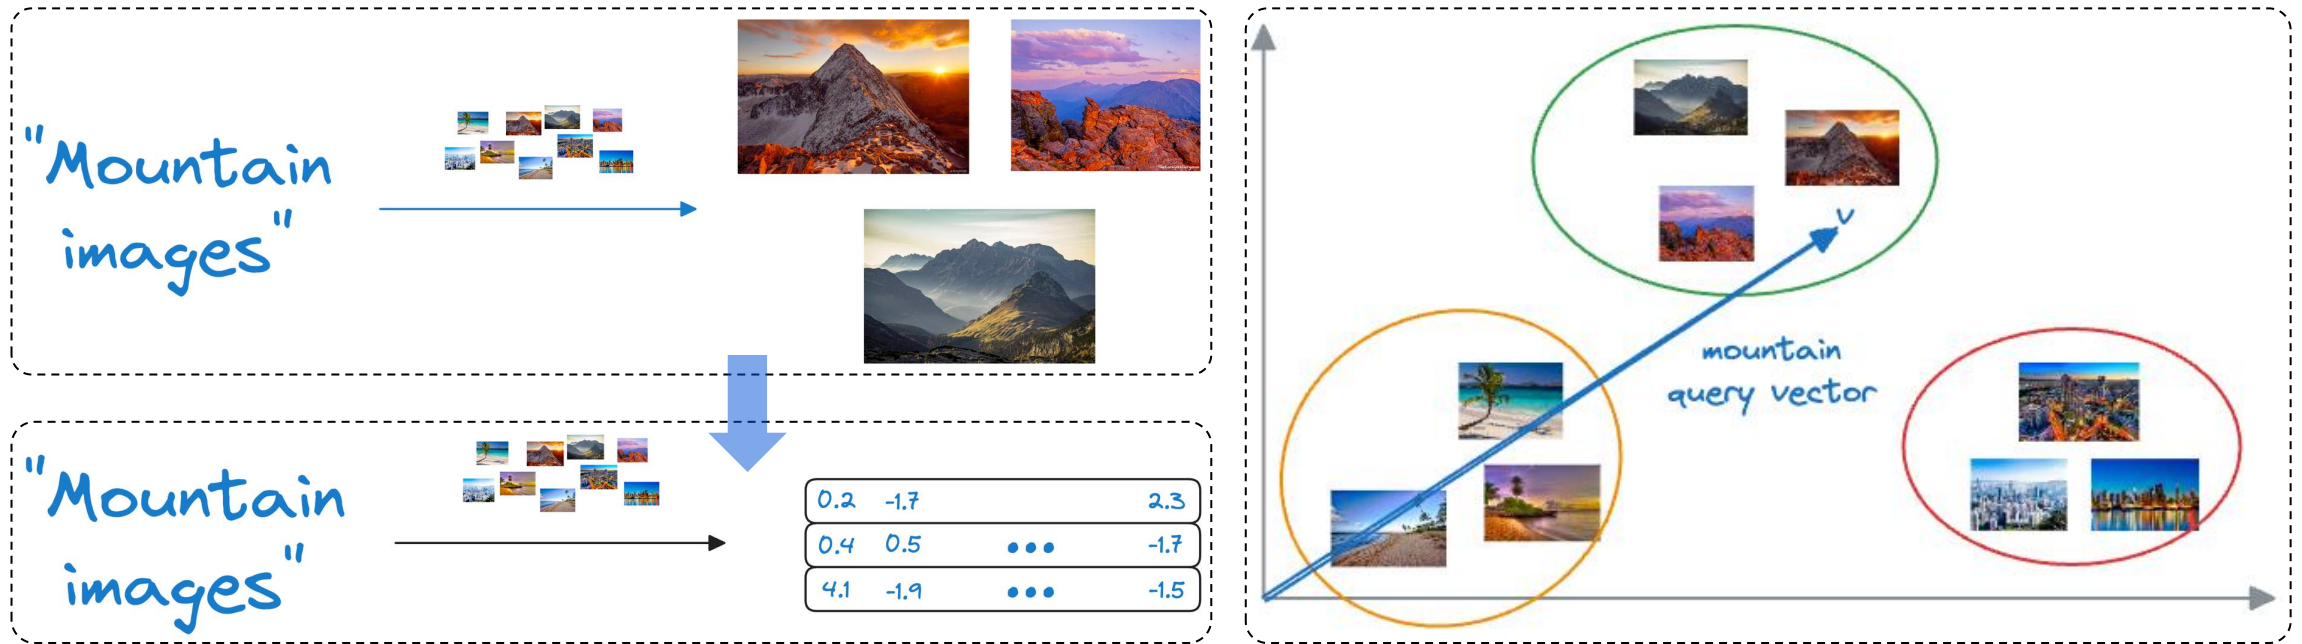 "Mountain
images"
"Mountain
images"
0.2 -1.7 2.3
0.4 0.5 ••• -1.7
4.1 -1.9 ••• -1.5
v
mountain
query vector